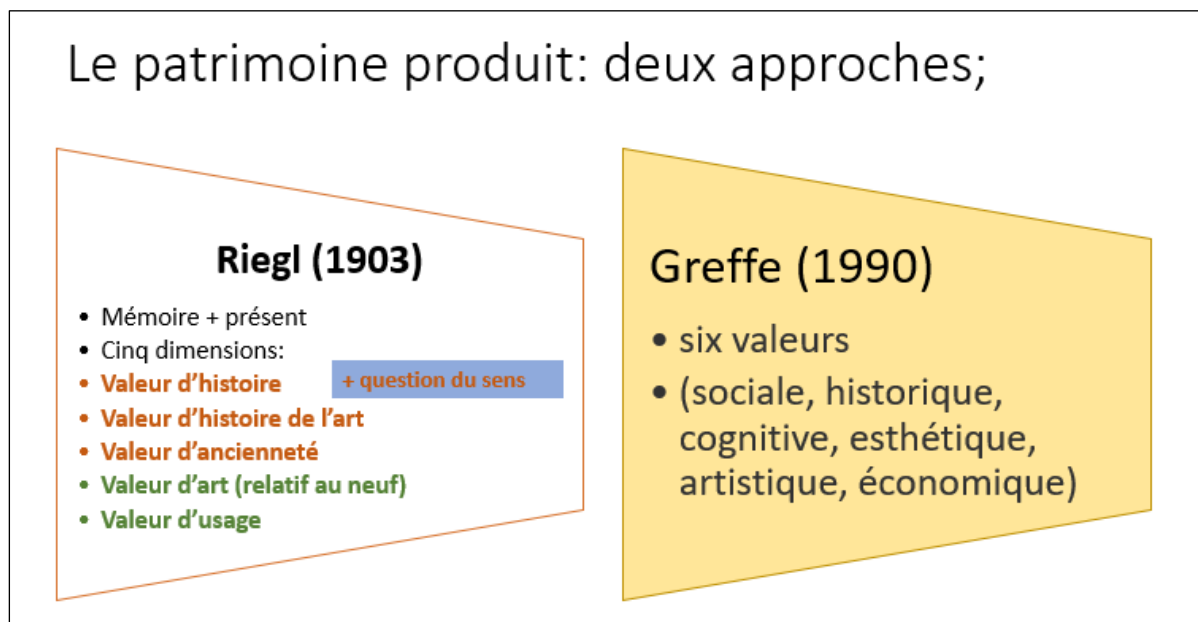 Le patrimoine produit: deux approches;
Riegl (1903)
• Mémoire + présent
• Cinq dimensions:
• Valeur d’histoire
+ question du sens
• Valeur d’histoire de l’art
• Valeur d’ancienneté
• Valeur d’art (relatif au neuf)
• Valeur d’usage
Greffe (1990)
• six valeurs
• (sociale, historique,
cognitive, esthétique,
artistique, économique)